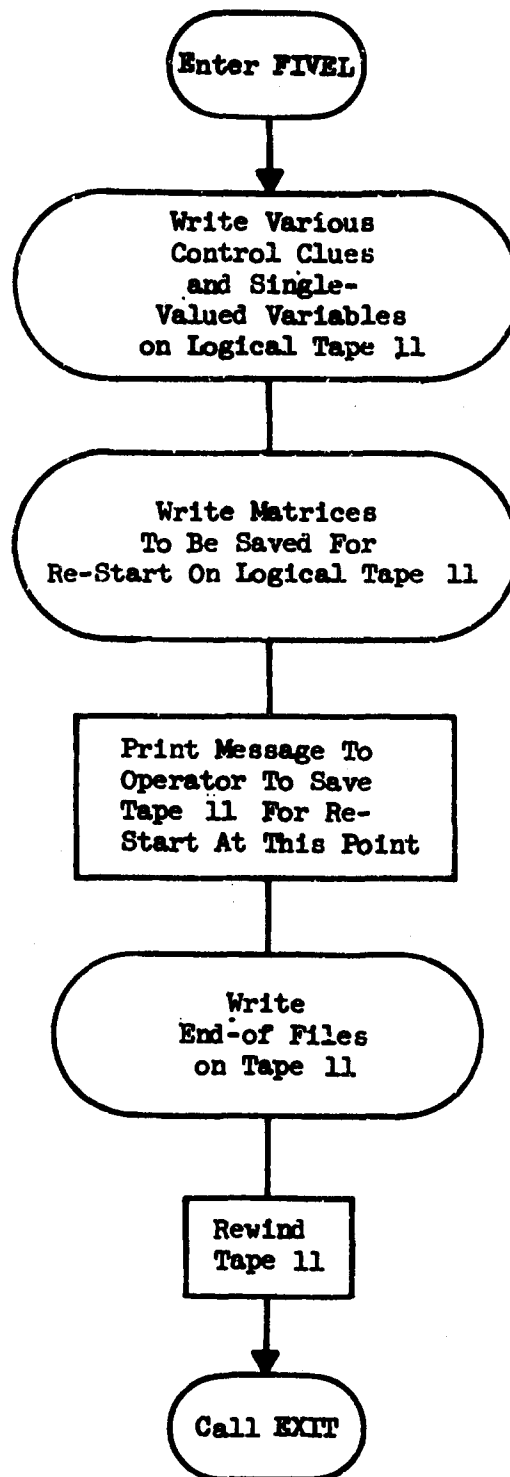 Enter FIVEL
Write Various
Control Clues
and Single-
Valued Variables
on Logical Tape 11
Write Matrices
To Be Saved For
Re-Start On Logical Tape 11
Print Message To
Operator To Save
Tape 11 For Re-
Start At This Point
Write
End-of Files
on Tape 11
Rewind
Tape 11
Call EXIT